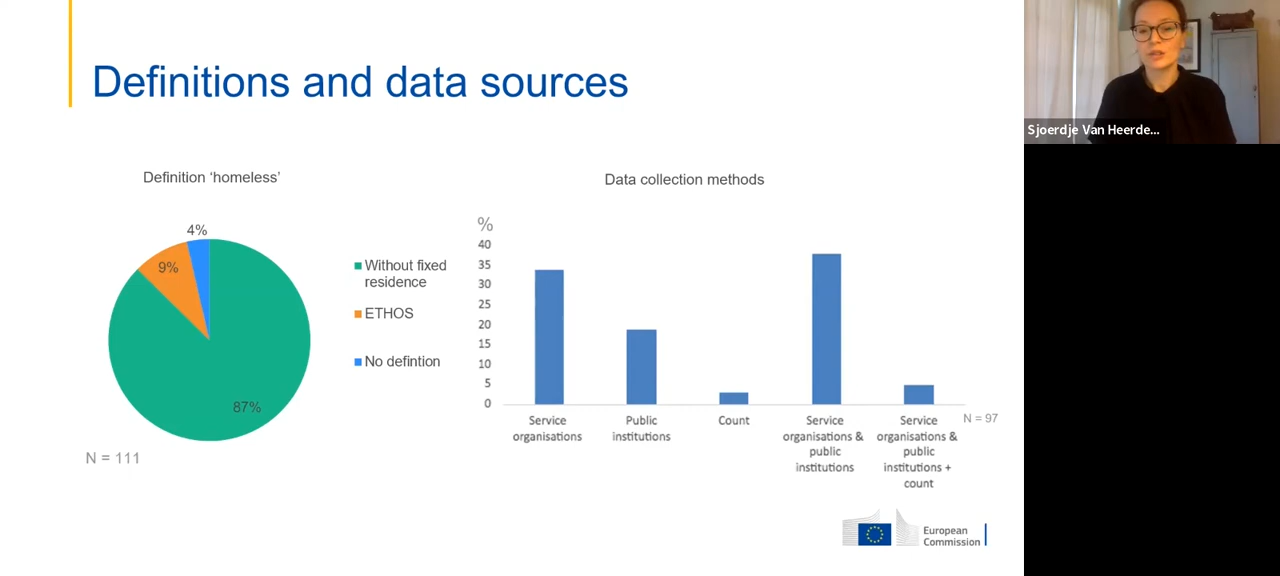 Definitions and data sources
Sjoerdje Van Heerde...
Definition ‘homeless’
4%
9%
87%
Without fixed
residence
ETHOS
No defintion
N = 111
Data collection methods
%
40
35
30
25
20
15
10
5
0
Service
organisations
Public
institutions
Count
Service
organisations &
public
institutions
Service
organisations &
public
institutions +
count
N = 97
European
Commission